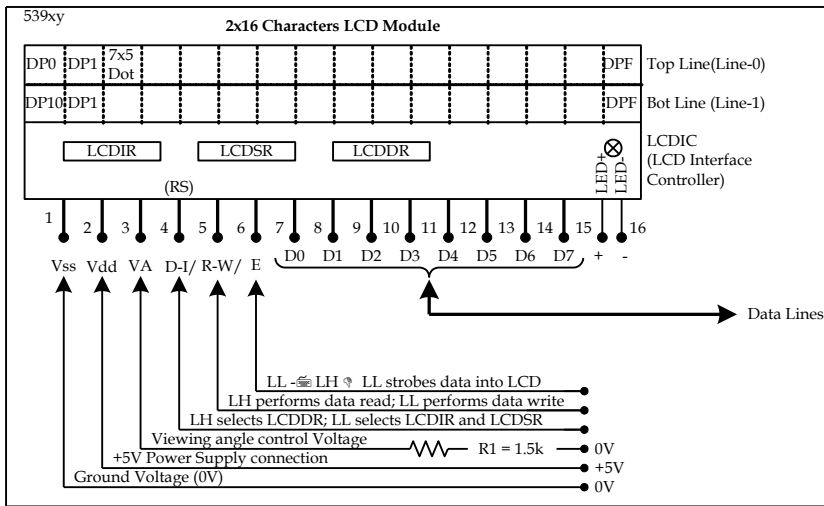 539xy
2x16 Characters LCD Module
DP0 DP1 7x5 Dot DPF Top Line(Line-0)
DP10 DP1 DPF Bot Line (Line-1)
LCDIR LCDSR LCDDR
LCDIC
(LCD Interface
Controller)
LED+ LED-
(RS)
1 2 3 4 5 6 7 8 9 10 11 12 13 14 15 16
Vss Vdd VA D-I/ R-W/ E D0 D1 D2 D3 D4 D5 D6 D7 + -
Data Lines
LL - LH LL strobes data into LCD
LH performs data read; LL performs data write
LH selects LCDDR; LL selects LCDIR and LCDSR
Viewing angle control Voltage R1 = 1.5k 0V
+5V Power Supply connection +5V
Ground Voltage (0V) 0V